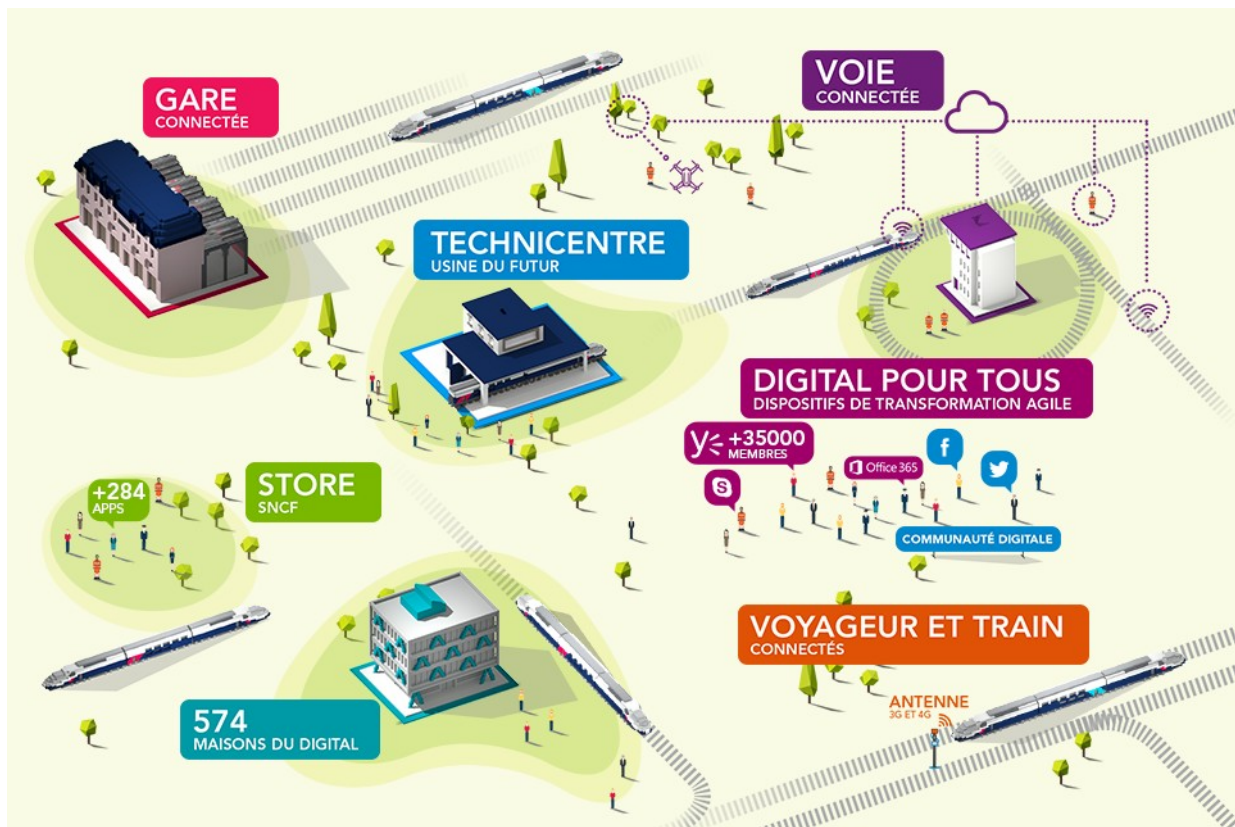 GARE
CONNECTÉE
VOIE
CONNECTÉE
TECHNICENTRE
USINE DU FUTUR
DIGITAL POUR TOUS
DISPOSITIFS DE TRANSFORMATION AGILE
+35000
MEMBRES
Office 365
COMMUNAUTÉ DIGITALE
STORE
SNCF
+284
APPS
VOYAGEUR ET TRAIN
CONNECTÉS
ANTENNE
3G ET 4G
574
MAISONS DU DIGITAL